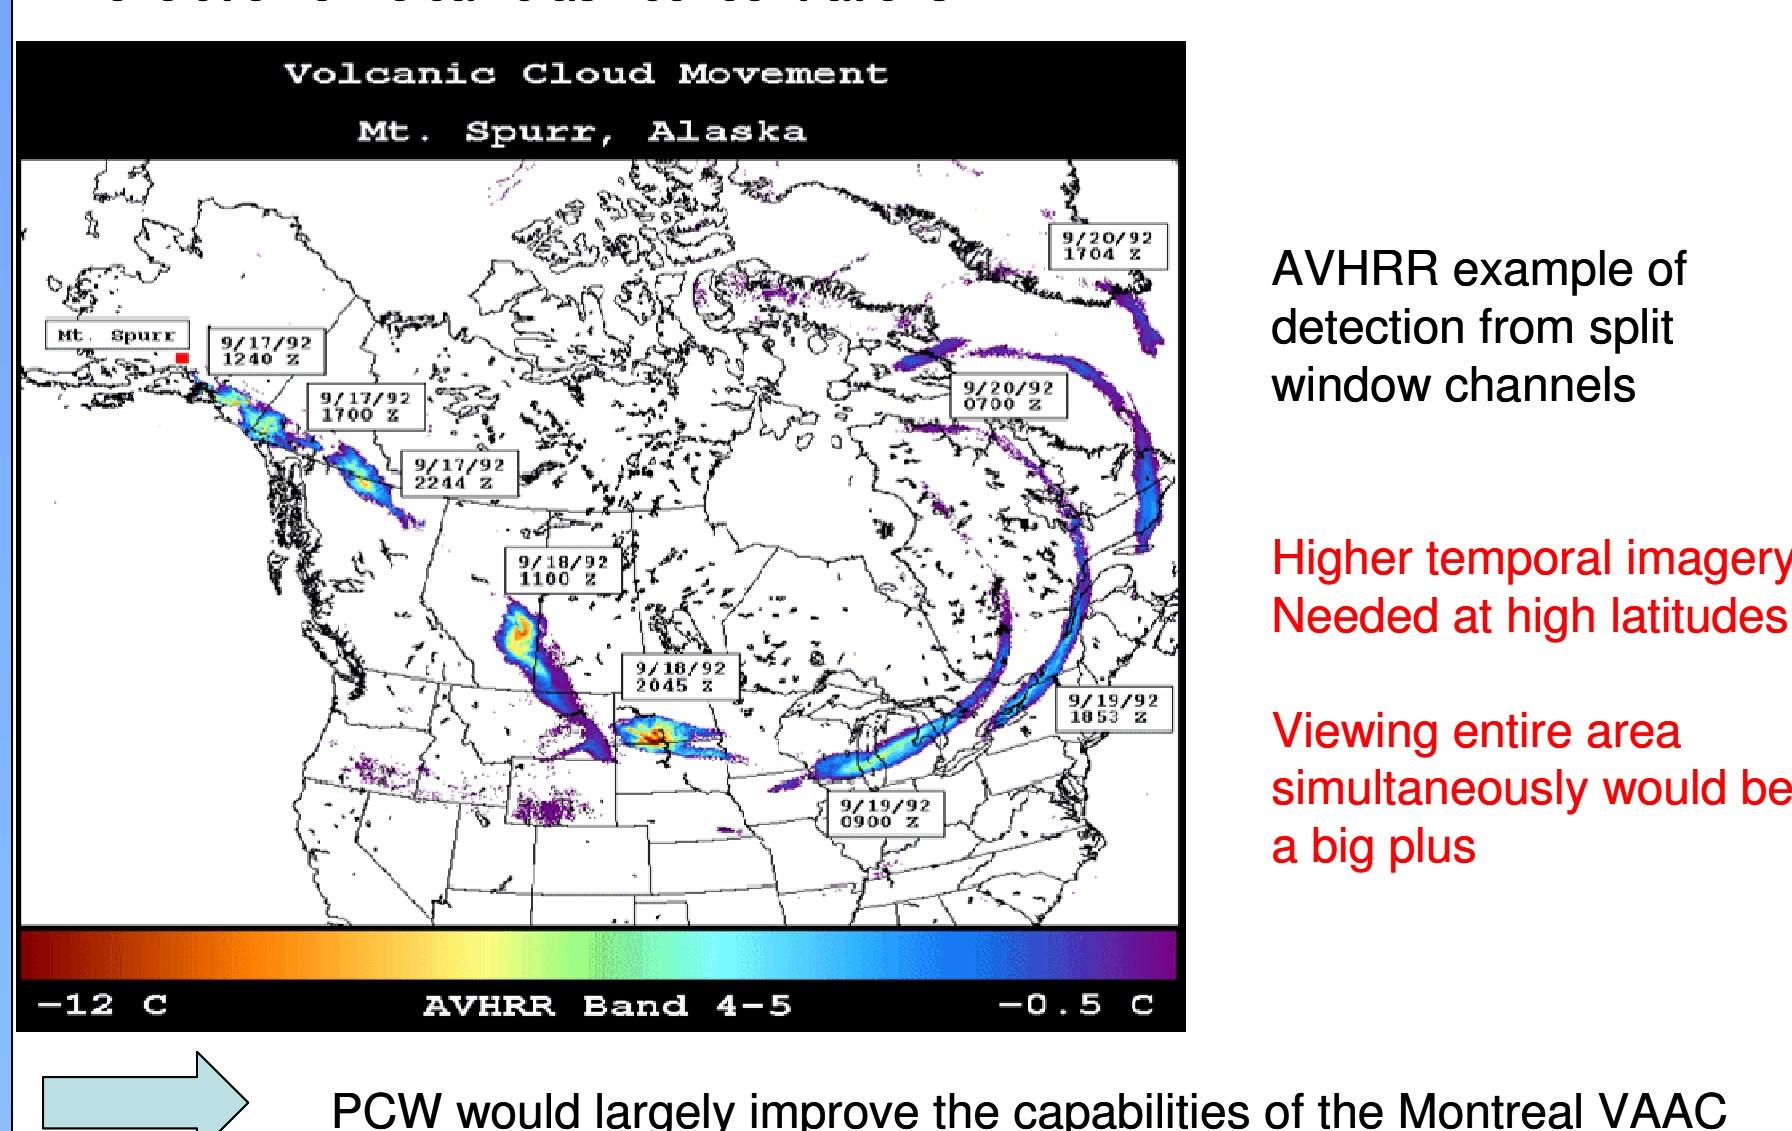 Volcanic Cloud Movement
Mt. Spurr, Alaska
9/20/92
1704 Z
Mt. Spurr
9/17/92
1240 Z
9/17/92
1700 Z
9/20/92
0700 Z
9/17/92
2244 Z
9/18/92
1100 Z
9/18/92
2045 Z
9/19/92
1853 Z
9/19/92
0900 Z
−12 C
AVHRR Band 4−5
−0.5 C
AVHRR example of
detection from split
window channels
Higher temporal imagery
Needed at high latitudes
Viewing entire area
simultaneously would be
a big plus
PCW would largely improve the capabilities of the Montreal VAAC